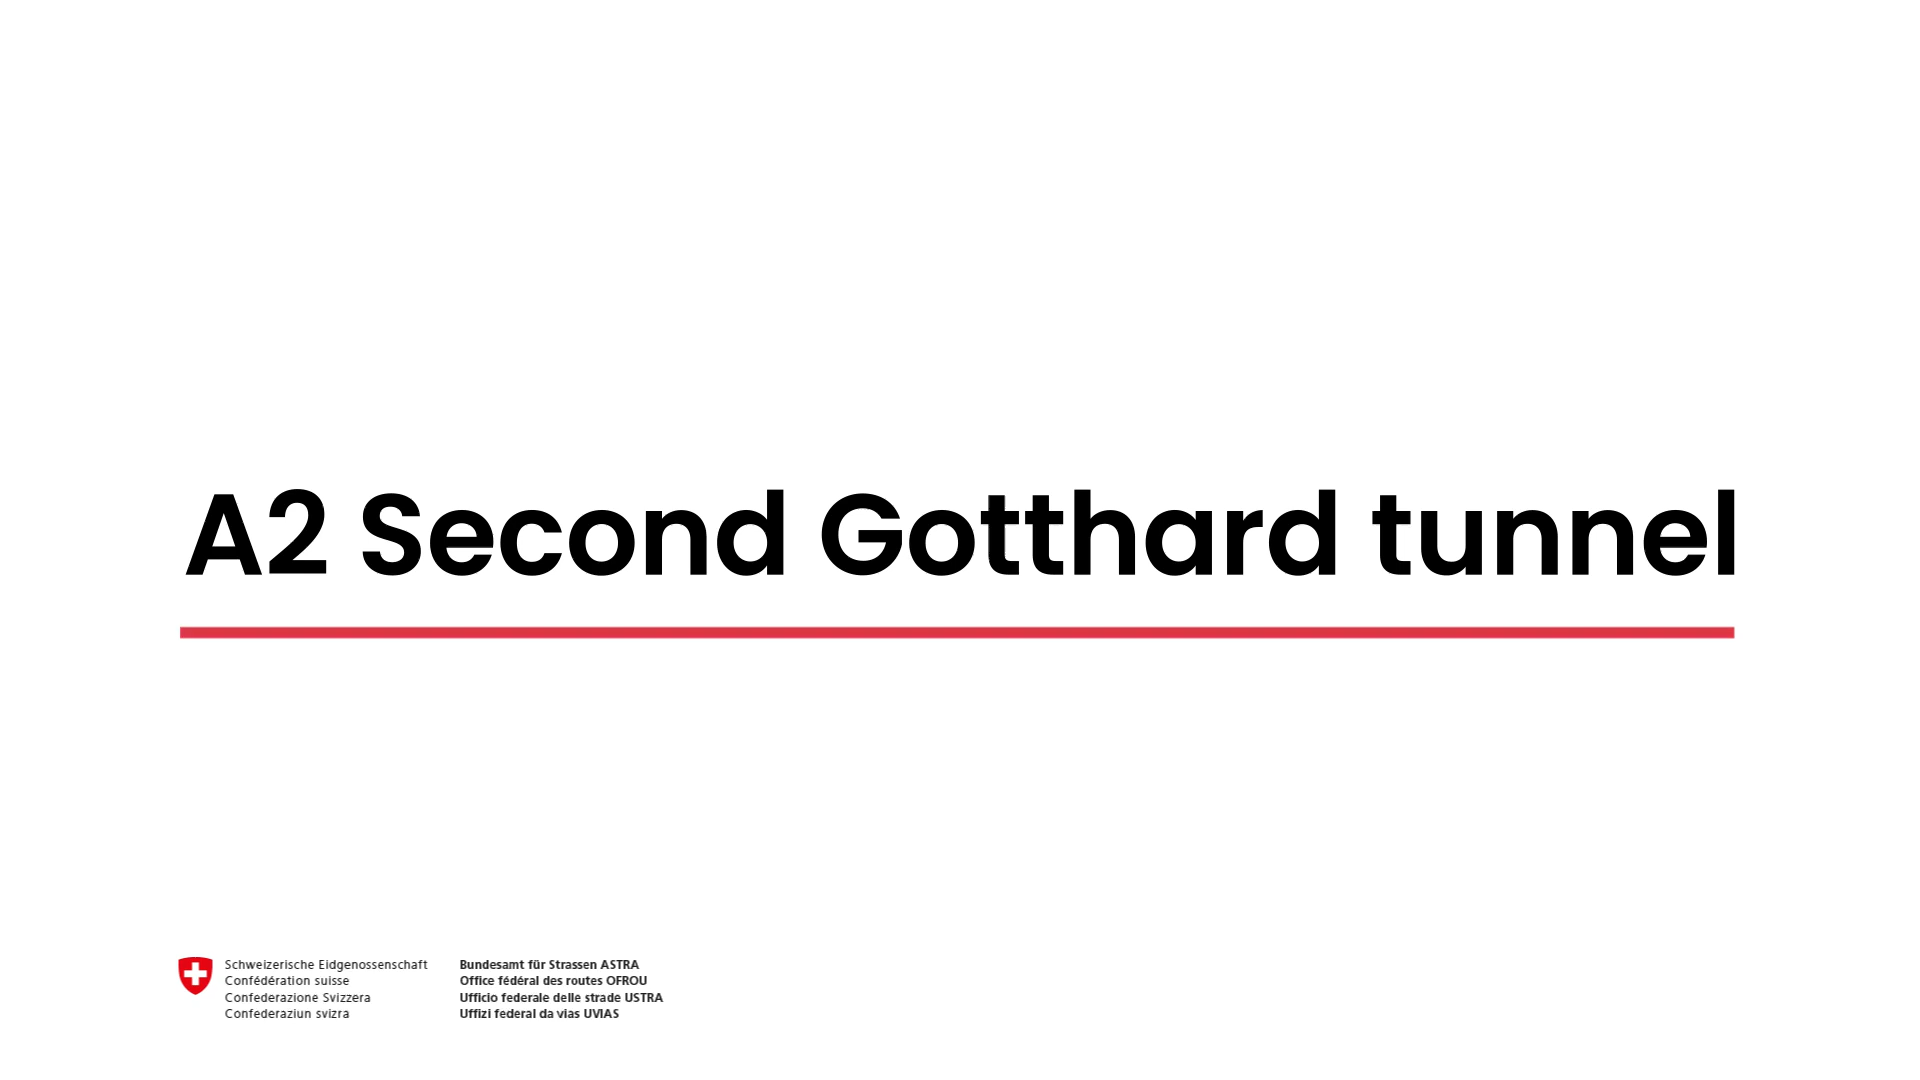 A2 Second Gotthard tunnel
Schweizerische Eidgenossenschaft
Confédération suisse
Confederazione Svizzera
Confederaziun svizra
Bundesamt für Strassen ASTRA
Office fédéral des routes OFROU
Ufficio federale delle strade USTRA
Uffizi federal da vias UVIAS